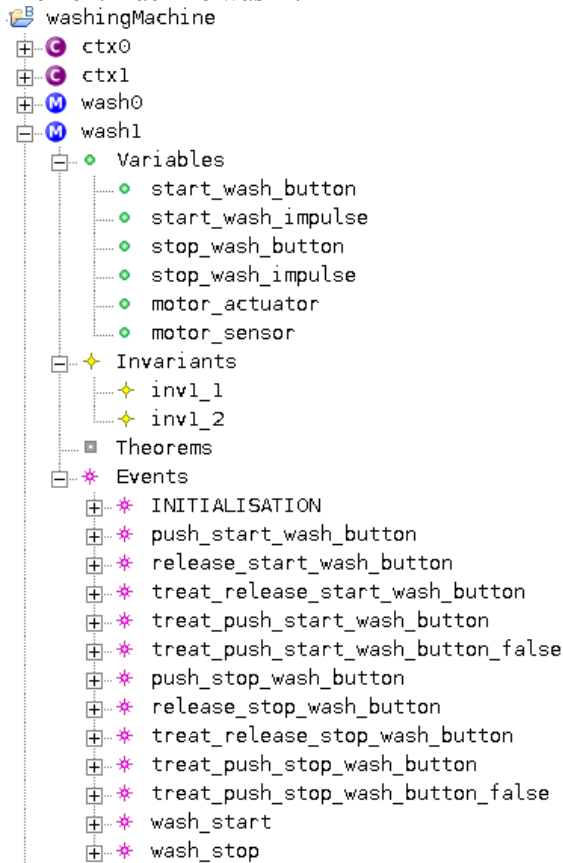 washingMachine
C ctx0
C ctx1
M wash0
M wash1
Variables
start_wash_button
start_wash_impulse
stop_wash_button
stop_wash_impulse
motor_actuator
motor_sensor
Invariants
inv1_1
inv1_2
Theorems
Events
INITIALISATION
push_start_wash_button
release_start_wash_button
treat_release_start_wash_button
treat_push_start_wash_button
treat_push_start_wash_button_false
push_stop_wash_button
release_stop_wash_button
treat_release_stop_wash_button
treat_push_stop_wash_button
treat_push_stop_wash_button_false
wash_start
wash_stop